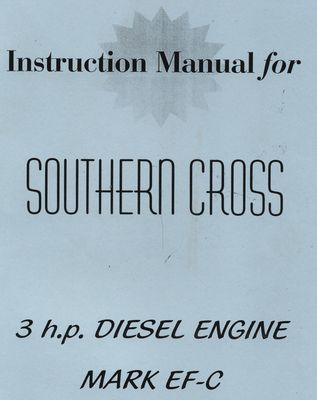 Instruction Manual for
SOUTHERN CROSS
3 h.p. DIESEL ENGINE
MARK EF-C